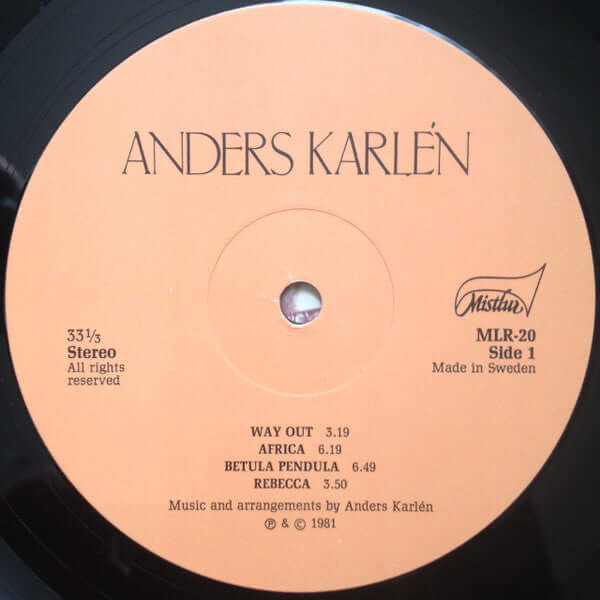 ANDERS KARLÉN
Mistlur
33⅓
Stereo
All rights
reserved
MLR-20
Side 1
Made in Sweden
WAY OUT 3.19
AFRICA 6.19
BETULA PENDULA 6.49
REBECCA 3.50
Music and arrangements by Anders Karlén
℗ & © 1981